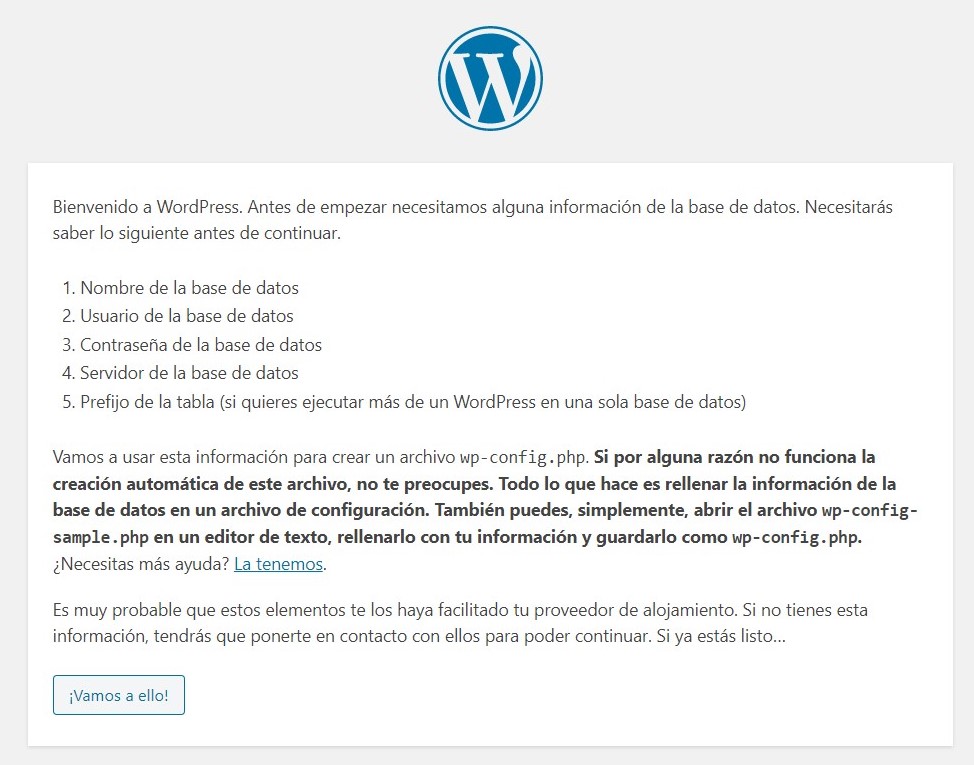 Bienvenido a WordPress. Antes de empezar necesitamos alguna información de la base de datos. Necesitarás
saber lo siguiente antes de continuar.
1. Nombre de la base de datos
2. Usuario de la base de datos
3. Contraseña de la base de datos
4. Servidor de la base de datos
5. Prefijo de la tabla (si quieres ejecutar más de un WordPress en una sola base de datos)
Vamos a usar esta información para crear un archivo wp-config.php. Si por alguna razón no funciona la
creación automática de este archivo, no te preocupes. Todo lo que hace es rellenar la información de la
base de datos en un archivo de configuración. También puedes, simplemente, abrir el archivo wp-config-
sample.php en un editor de texto, rellenarlo con tu información y guardarlo como wp-config.php.
¿Necesitas más ayuda? La tenemos.
Es muy probable que estos elementos te los haya facilitado tu proveedor de alojamiento. Si no tienes esta
información, tendrás que ponerte en contacto con ellos para poder continuar. Si ya estás listo...
¡Vamos a ello!